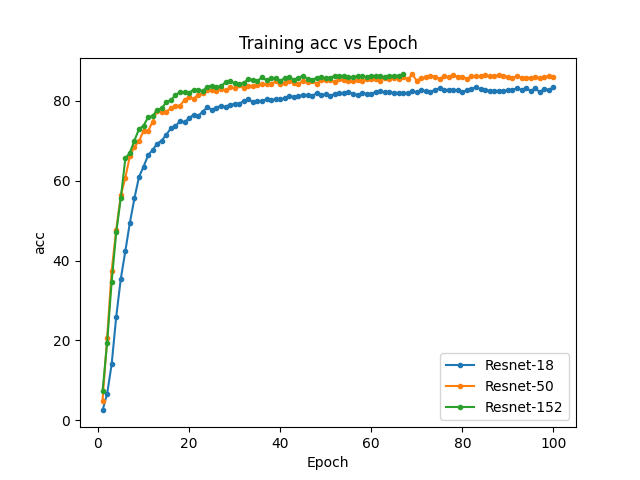 Training acc vs Epoch
acc
80
60
40
20
0
0 20 40 60 80 100
Epoch
Resnet-18
Resnet-50
Resnet-152